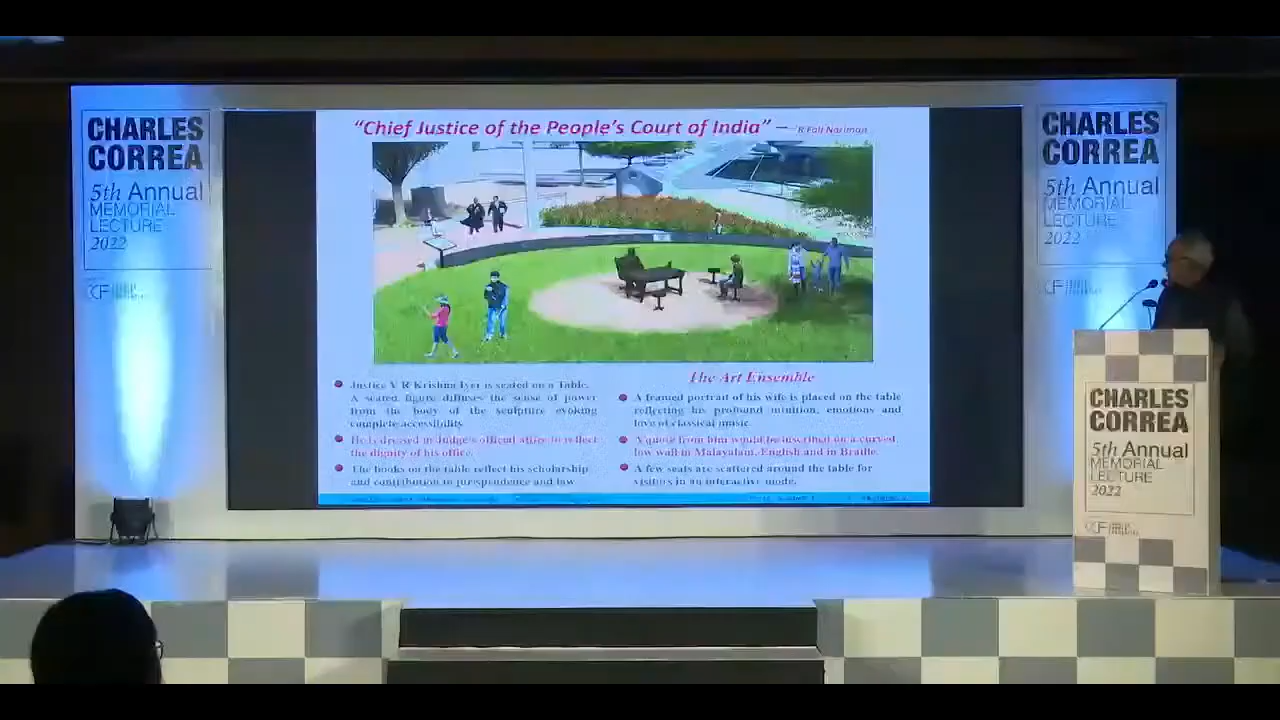 CHARLES
CORREA
5th Annual
MEMORIAL
LECTURE
2022
CF
"Chief Justice of the People's Court of India" — R Fali Nariman
Justice V R Krishna Iyer is seated on a Table.
A seated figure diffuses the sense of power
from the body of the sculpture evoking
complete accessibility.
He is dressed in Judge's official attire to reflect
the dignity of his office.
The books on the table reflect his scholarship
and contribution to jurespendence and law
The Art Ensemble
A framed portrait of his wife is placed on the table
reflecting his profound intuition, emotions and
love of classical music.
A quote from him would be inscribed on a curved
low wall in Malayalam, English and in Braille.
A few seats are scattered around the table for
visitors in an interactive mode.
CHARLES
CORREA
5th Annual
MEMORIAL
LECTURE
2022
CF
CHARLES
CORREA
5th Annual
MEMORIAL
LECTURE
2022
CF